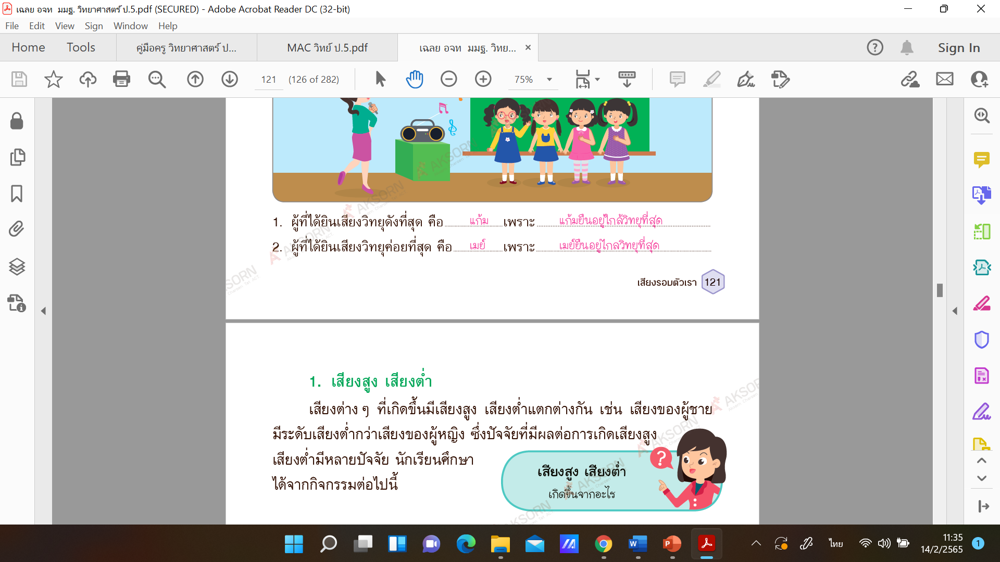 เฉลย อจท  มมฐ. วิทยาศาสตร์ ป.5.pdf (SECURED) - Adobe Acrobat Reader DC (32-bit)
File Edit View Sign Window Help
Home Tools คู่มือครู วิทยาศาสตร์ ป... MAC วิทย์ ป.5.pdf เฉลย อจท  มมฐ. วิทย... × Sign In
121 (126 of 282) 75%
1. ผู้ที่ได้ยินเสียงวิทยุดังที่สุด คือ แก้ม เพราะ แก้มยืนอยู่ใกล้วิทยุที่สุด
2. ผู้ที่ได้ยินเสียงวิทยุค่อยที่สุด คือ เมย์ เพราะ เมย์ยืนอยู่ไกลวิทยุที่สุด
เสียงรอบตัวเรา 121
1. เสียงสูง เสียงต่ำ
เสียงต่าง ๆ ที่เกิดขึ้นมีเสียงสูง เสียงต่ำแตกต่างกัน เช่น เสียงของผู้ชาย
มีระดับเสียงต่ำกว่าเสียงของผู้หญิง ซึ่งปัจจัยที่มีผลต่อการเกิดเสียงสูง
เสียงต่ำมีหลายปัจจัย นักเรียนศึกษา
ได้จากกิจกรรมต่อไปนี้
?
เสียงสูง เสียงต่ำ
เกิดขึ้นจากอะไร
AKSORN
AKSORN
AKSORN
AKSORN
AKSORN
AKSORN
ไทย 11:35
14/2/2565 1